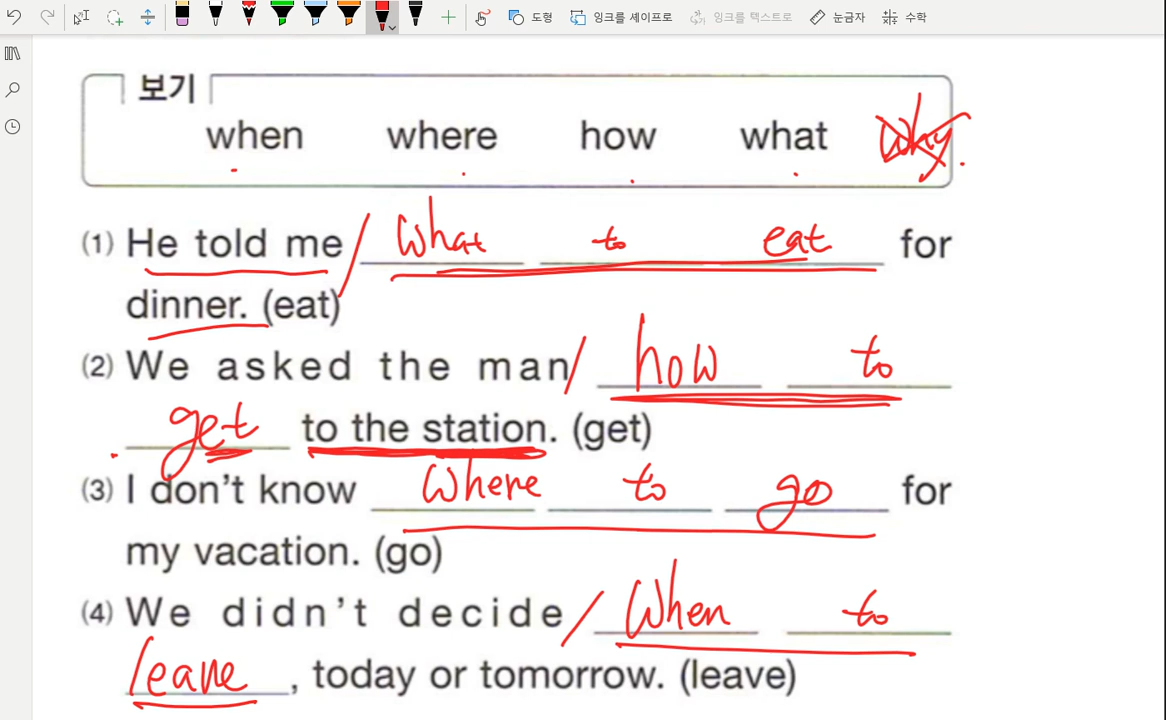 도형 잉크를 셰이프로 잉크를 텍스트로 눈금자 수학
보기
when where how what why.
(1) He told me / what to eat for
dinner. (eat)
(2) We asked the man / how to
get to the station. (get)
(3) I don't know where to go for
my vacation. (go)
(4) We didn't decide / when to
leave, today or tomorrow. (leave)